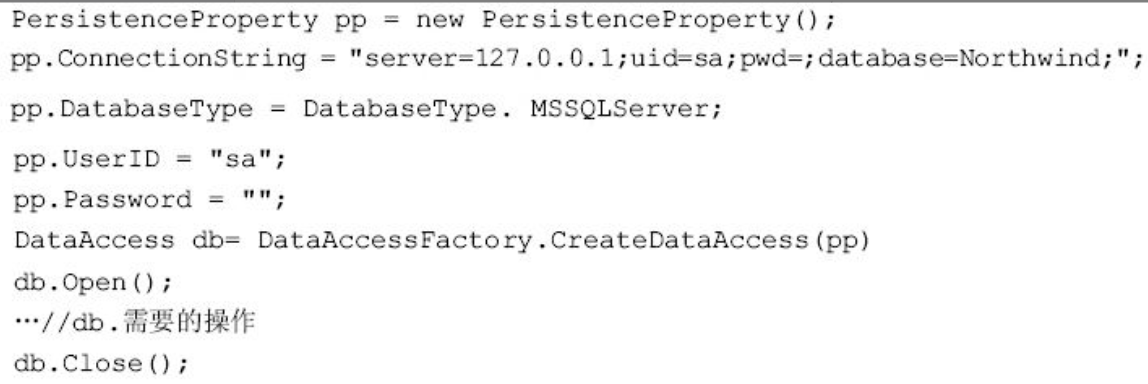 PersistenceProperty pp = new PersistenceProperty();
pp.ConnectionString = "server=127.0.0.1;uid=sa;pwd=;database=Northwind;";
pp.DatabaseType = DatabaseType. MSSQLServer;
pp.UserID = "sa";
pp.Password = "";
DataAccess db= DataAccessFactory.CreateDataAccess(pp)
db.Open();
…//db.需要的操作
db.Close();